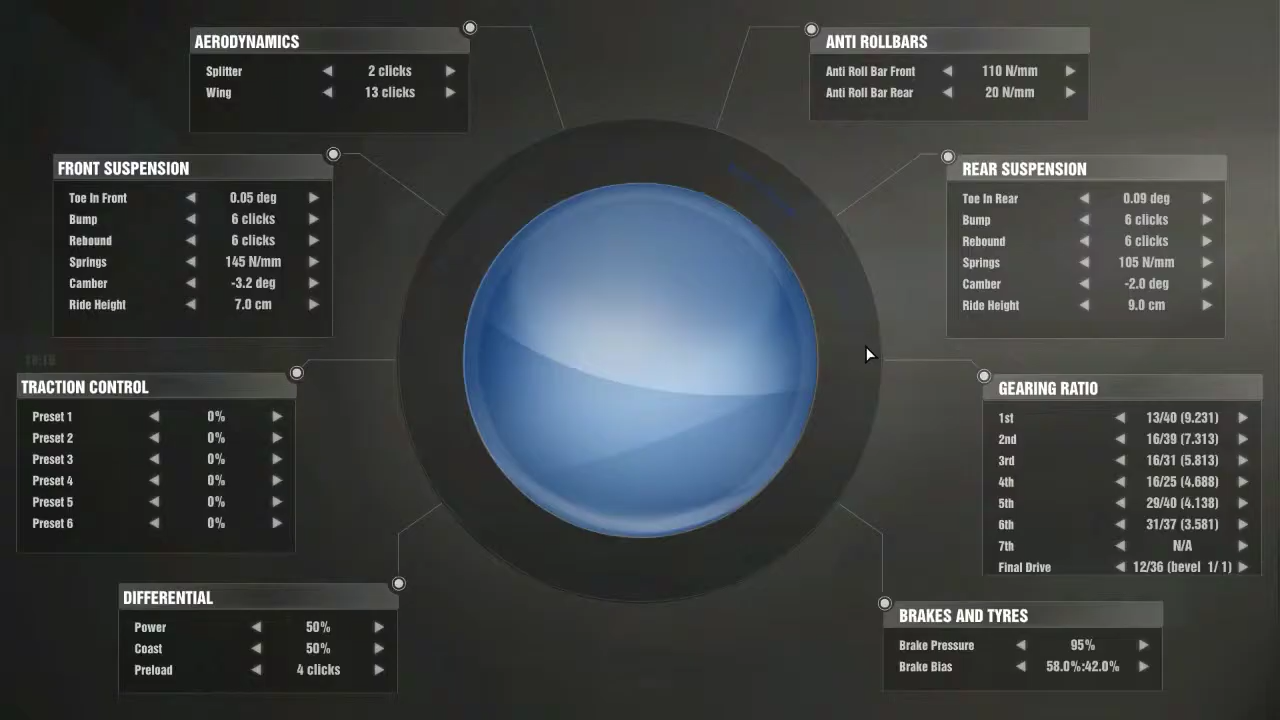 AERODYNAMICS
Splitter 2 clicks
Wing 13 clicks
ANTI ROLLBARS
Anti Roll Bar Front 110 N/mm
Anti Roll Bar Rear 20 N/mm
FRONT SUSPENSION
Toe In Front 0.05 deg
Bump 6 clicks
Rebound 6 clicks
Springs 145 N/mm
Camber -3.2 deg
Ride Height 7.0 cm
REAR SUSPENSION
Toe In Rear 0.09 deg
Bump 6 clicks
Rebound 6 clicks
Springs 105 N/mm
Camber -2.0 deg
Ride Height 9.0 cm
TRACTION CONTROL
Preset 1 0%
Preset 2 0%
Preset 3 0%
Preset 4 0%
Preset 5 0%
Preset 6 0%
GEARING RATIO
1st 13/40 (9.231)
2nd 16/39 (7.313)
3rd 16/31 (5.813)
4th 16/25 (4.688)
5th 29/40 (4.138)
6th 31/37 (3.581)
7th N/A
Final Drive 12/36 (bevel 1/ 1)
DIFFERENTIAL
Power 50%
Coast 50%
Preload 4 clicks
BRAKES AND TYRES
Brake Pressure 95%
Brake Bias 58.0%:42.0%